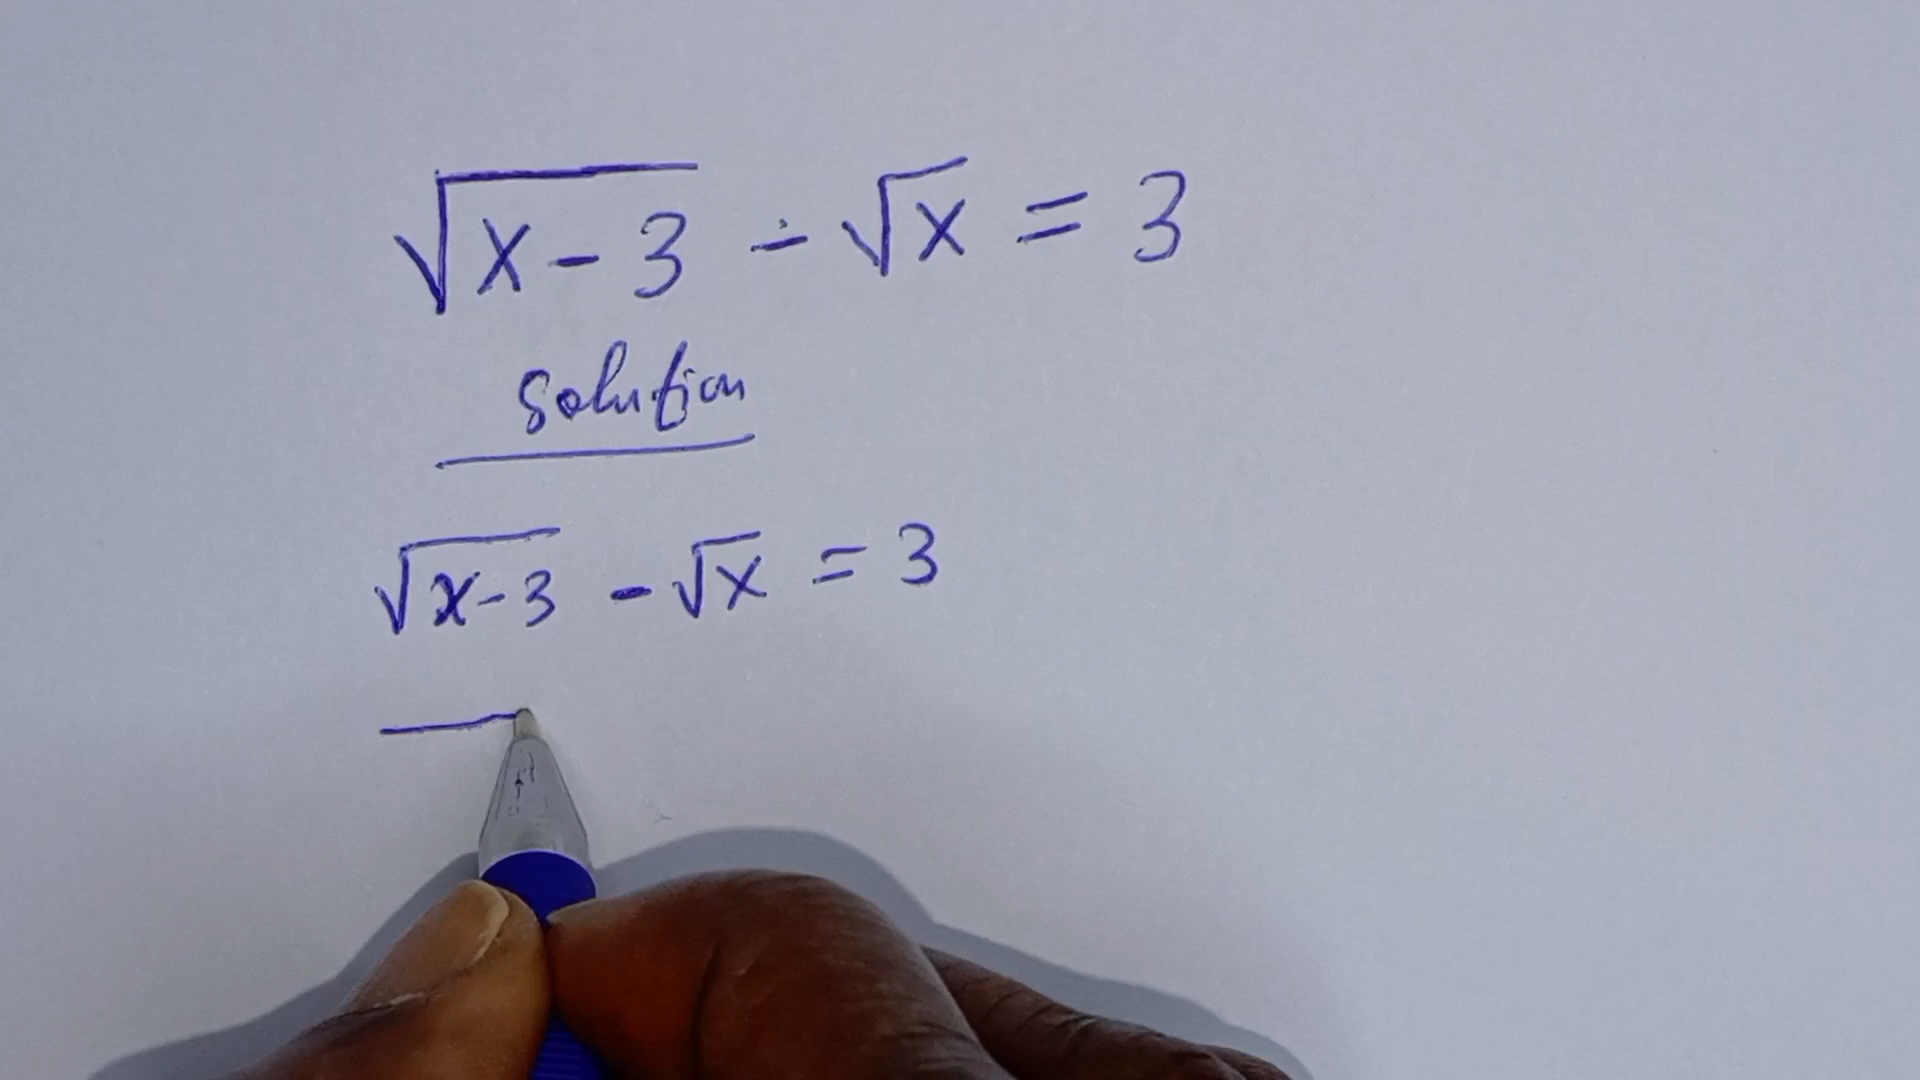 √(x-3) - √x = 3
Solution
√(x-3) - √x = 3